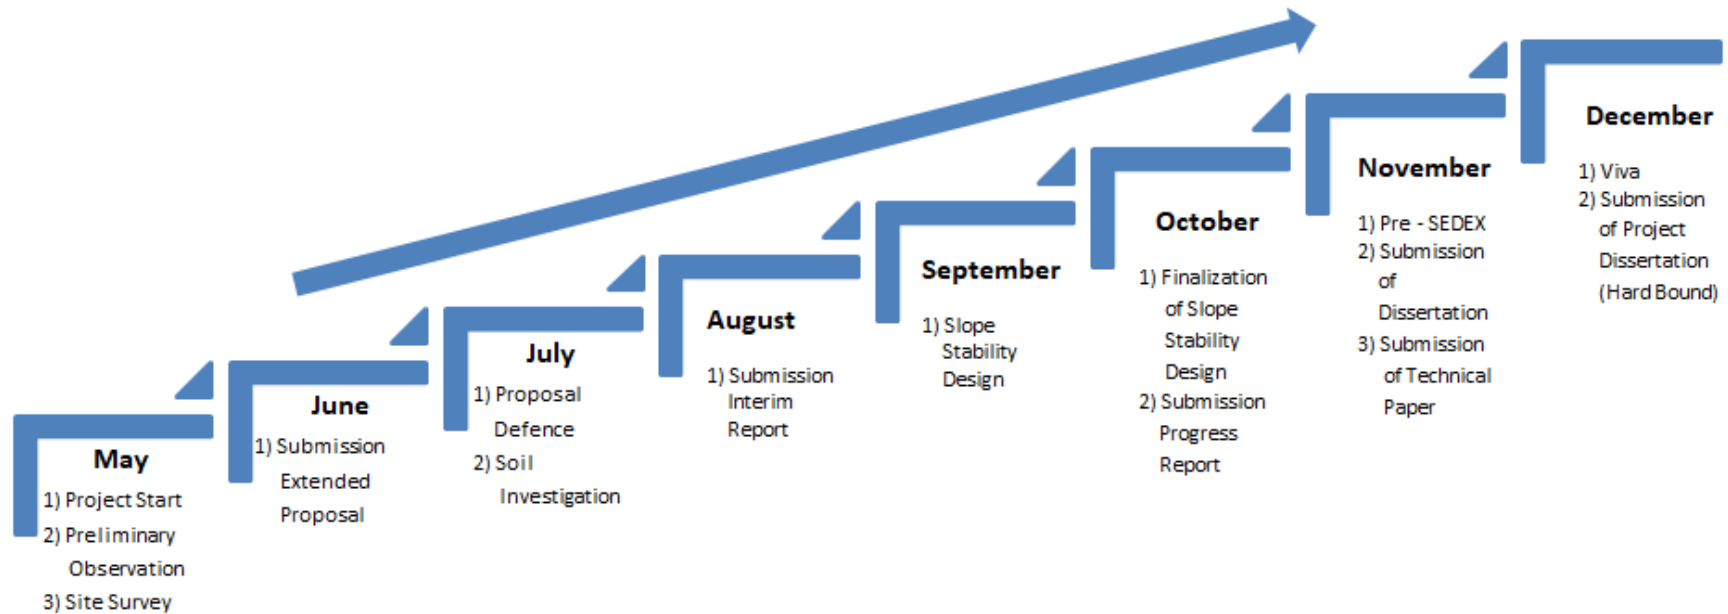 May
1) Project Start
2) Preliminary
Observation
3) Site Survey
June
1) Submission
Extended
Proposal
July
1) Proposal
Defence
2) Soil
Investigation
August
1) Submission
Interim
Report
September
1) Slope
Stability
Design
October
1) Finalization
of Slope
Stability
Design
2) Submission
Progress
Report
November
1) Pre - SEDEX
2) Submission
of
Dissertation
3) Submission
of Technical
Paper
December
1) Viva
2) Submission
of Project
Dissertation
(Hard Bound)